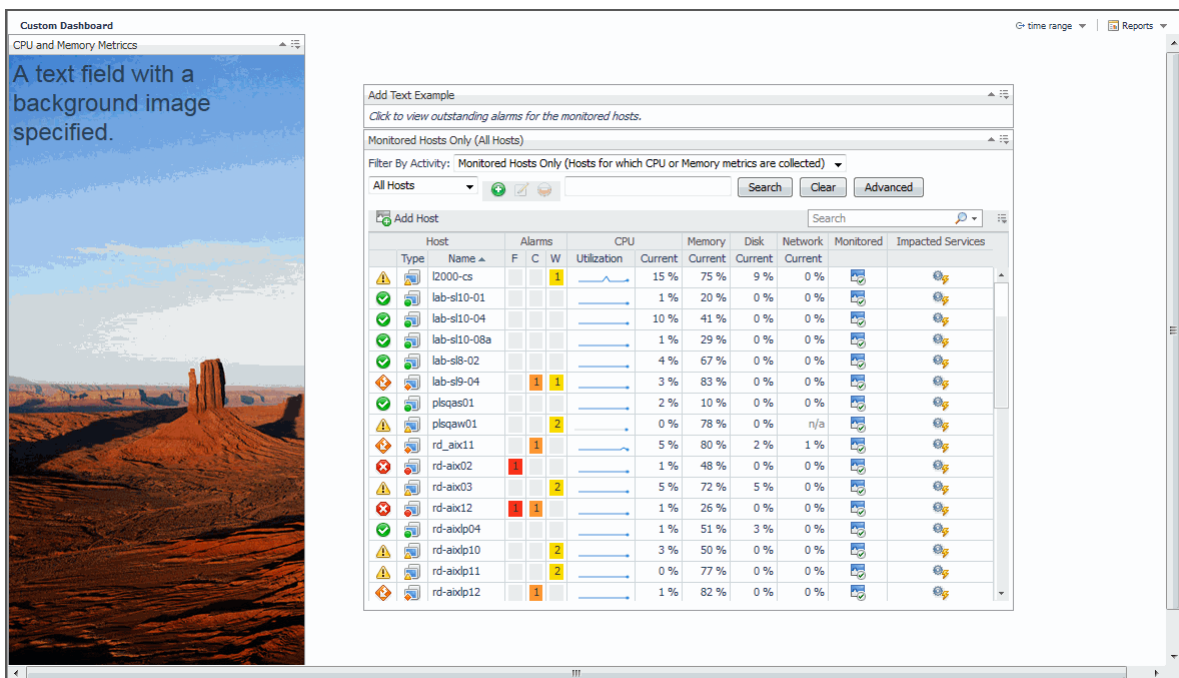 Custom Dashboard
time range
Reports
CPU and Memory Metriccs
A text field with a
background image
specified.
Add Text Example
Click to view outstanding alarms for the monitored hosts.
Monitored Hosts Only (All Hosts)
Filter By Activity: Monitored Hosts Only (Hosts for which CPU or Memory metrics are collected)
All Hosts Search Clear Advanced
Add Host Search
Host Alarms CPU Memory Disk Network Monitored Impacted Services
Type Name F C W Utilization Current Current Current Current
l2000-cs 1 15 % 75 % 9 % 0 %
lab-sl10-01 1 % 20 % 0 % 0 %
lab-sl10-04 10 % 41 % 0 % 0 %
lab-sl10-08a 1 % 29 % 0 % 0 %
lab-sl8-02 4 % 67 % 0 % 0 %
lab-sl9-04 1 1 3 % 83 % 0 % 0 %
plsqas01 2 % 10 % 0 % 0 %
plsqaw01 2 0 % 78 % 0 % n/a
rd_aix11 1 5 % 80 % 2 % 1 %
rd-aix02 1 1 % 48 % 0 % 0 %
rd-aix03 2 5 % 72 % 5 % 0 %
rd-aix12 1 1 1 % 26 % 0 % 0 %
rd-aixlp04 1 % 51 % 3 % 0 %
rd-aixlp10 2 3 % 50 % 0 % 0 %
rd-aixlp11 2 0 % 77 % 0 % 0 %
rd-aixlp12 1 1 % 82 % 0 % 0 %